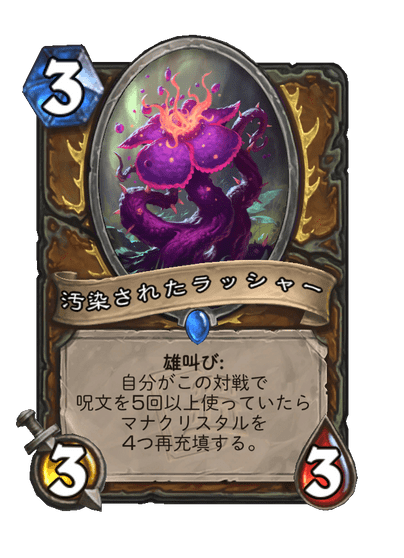 3
汚染されたラッシャー
雄叫び:
自分がこの対戦で
呪文を5回以上使っていたら
マナクリスタルを
4つ再充填する。
3
3